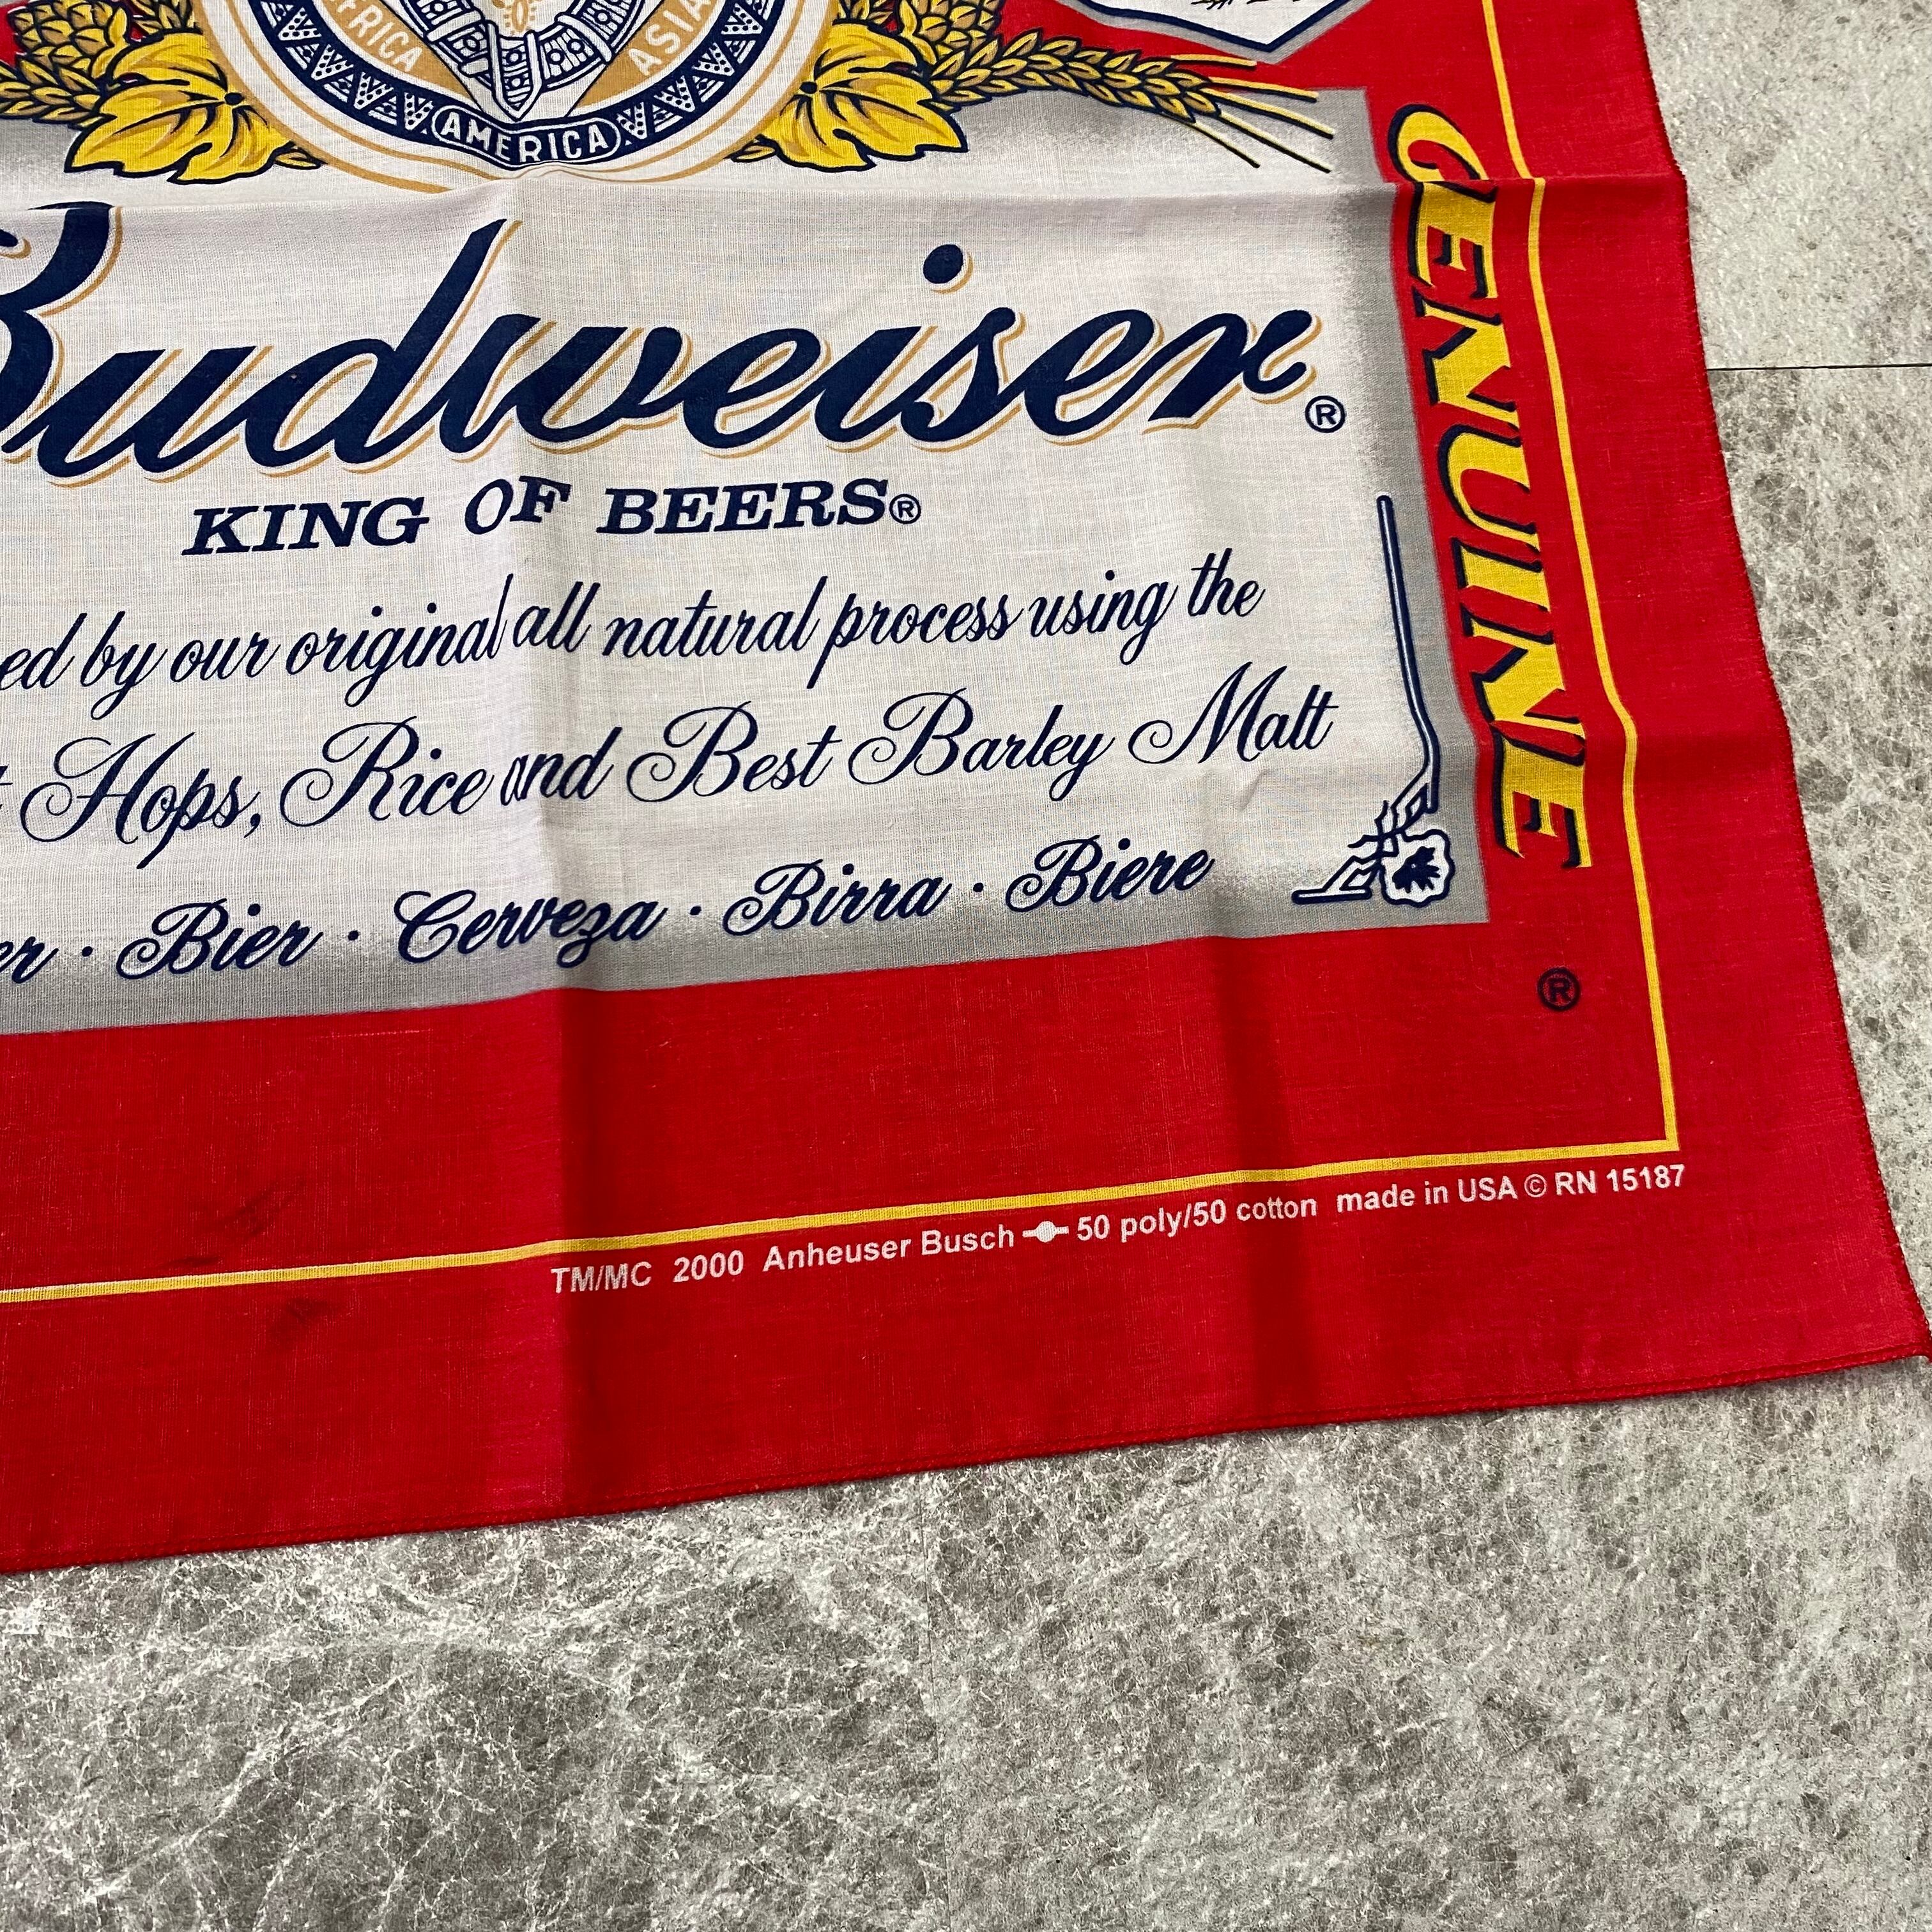 AFRICA
ASIA
AMERICA
GENUINE
Budweiser®
KING OF BEERS®
by our original all natural process using the
Hops, Rice and Best Barley Malt
· Bier · Cerveza · Birra · Biere
®
TM/MC 2000 Anheuser Busch 50 poly/50 cotton made in USA © RN 15187